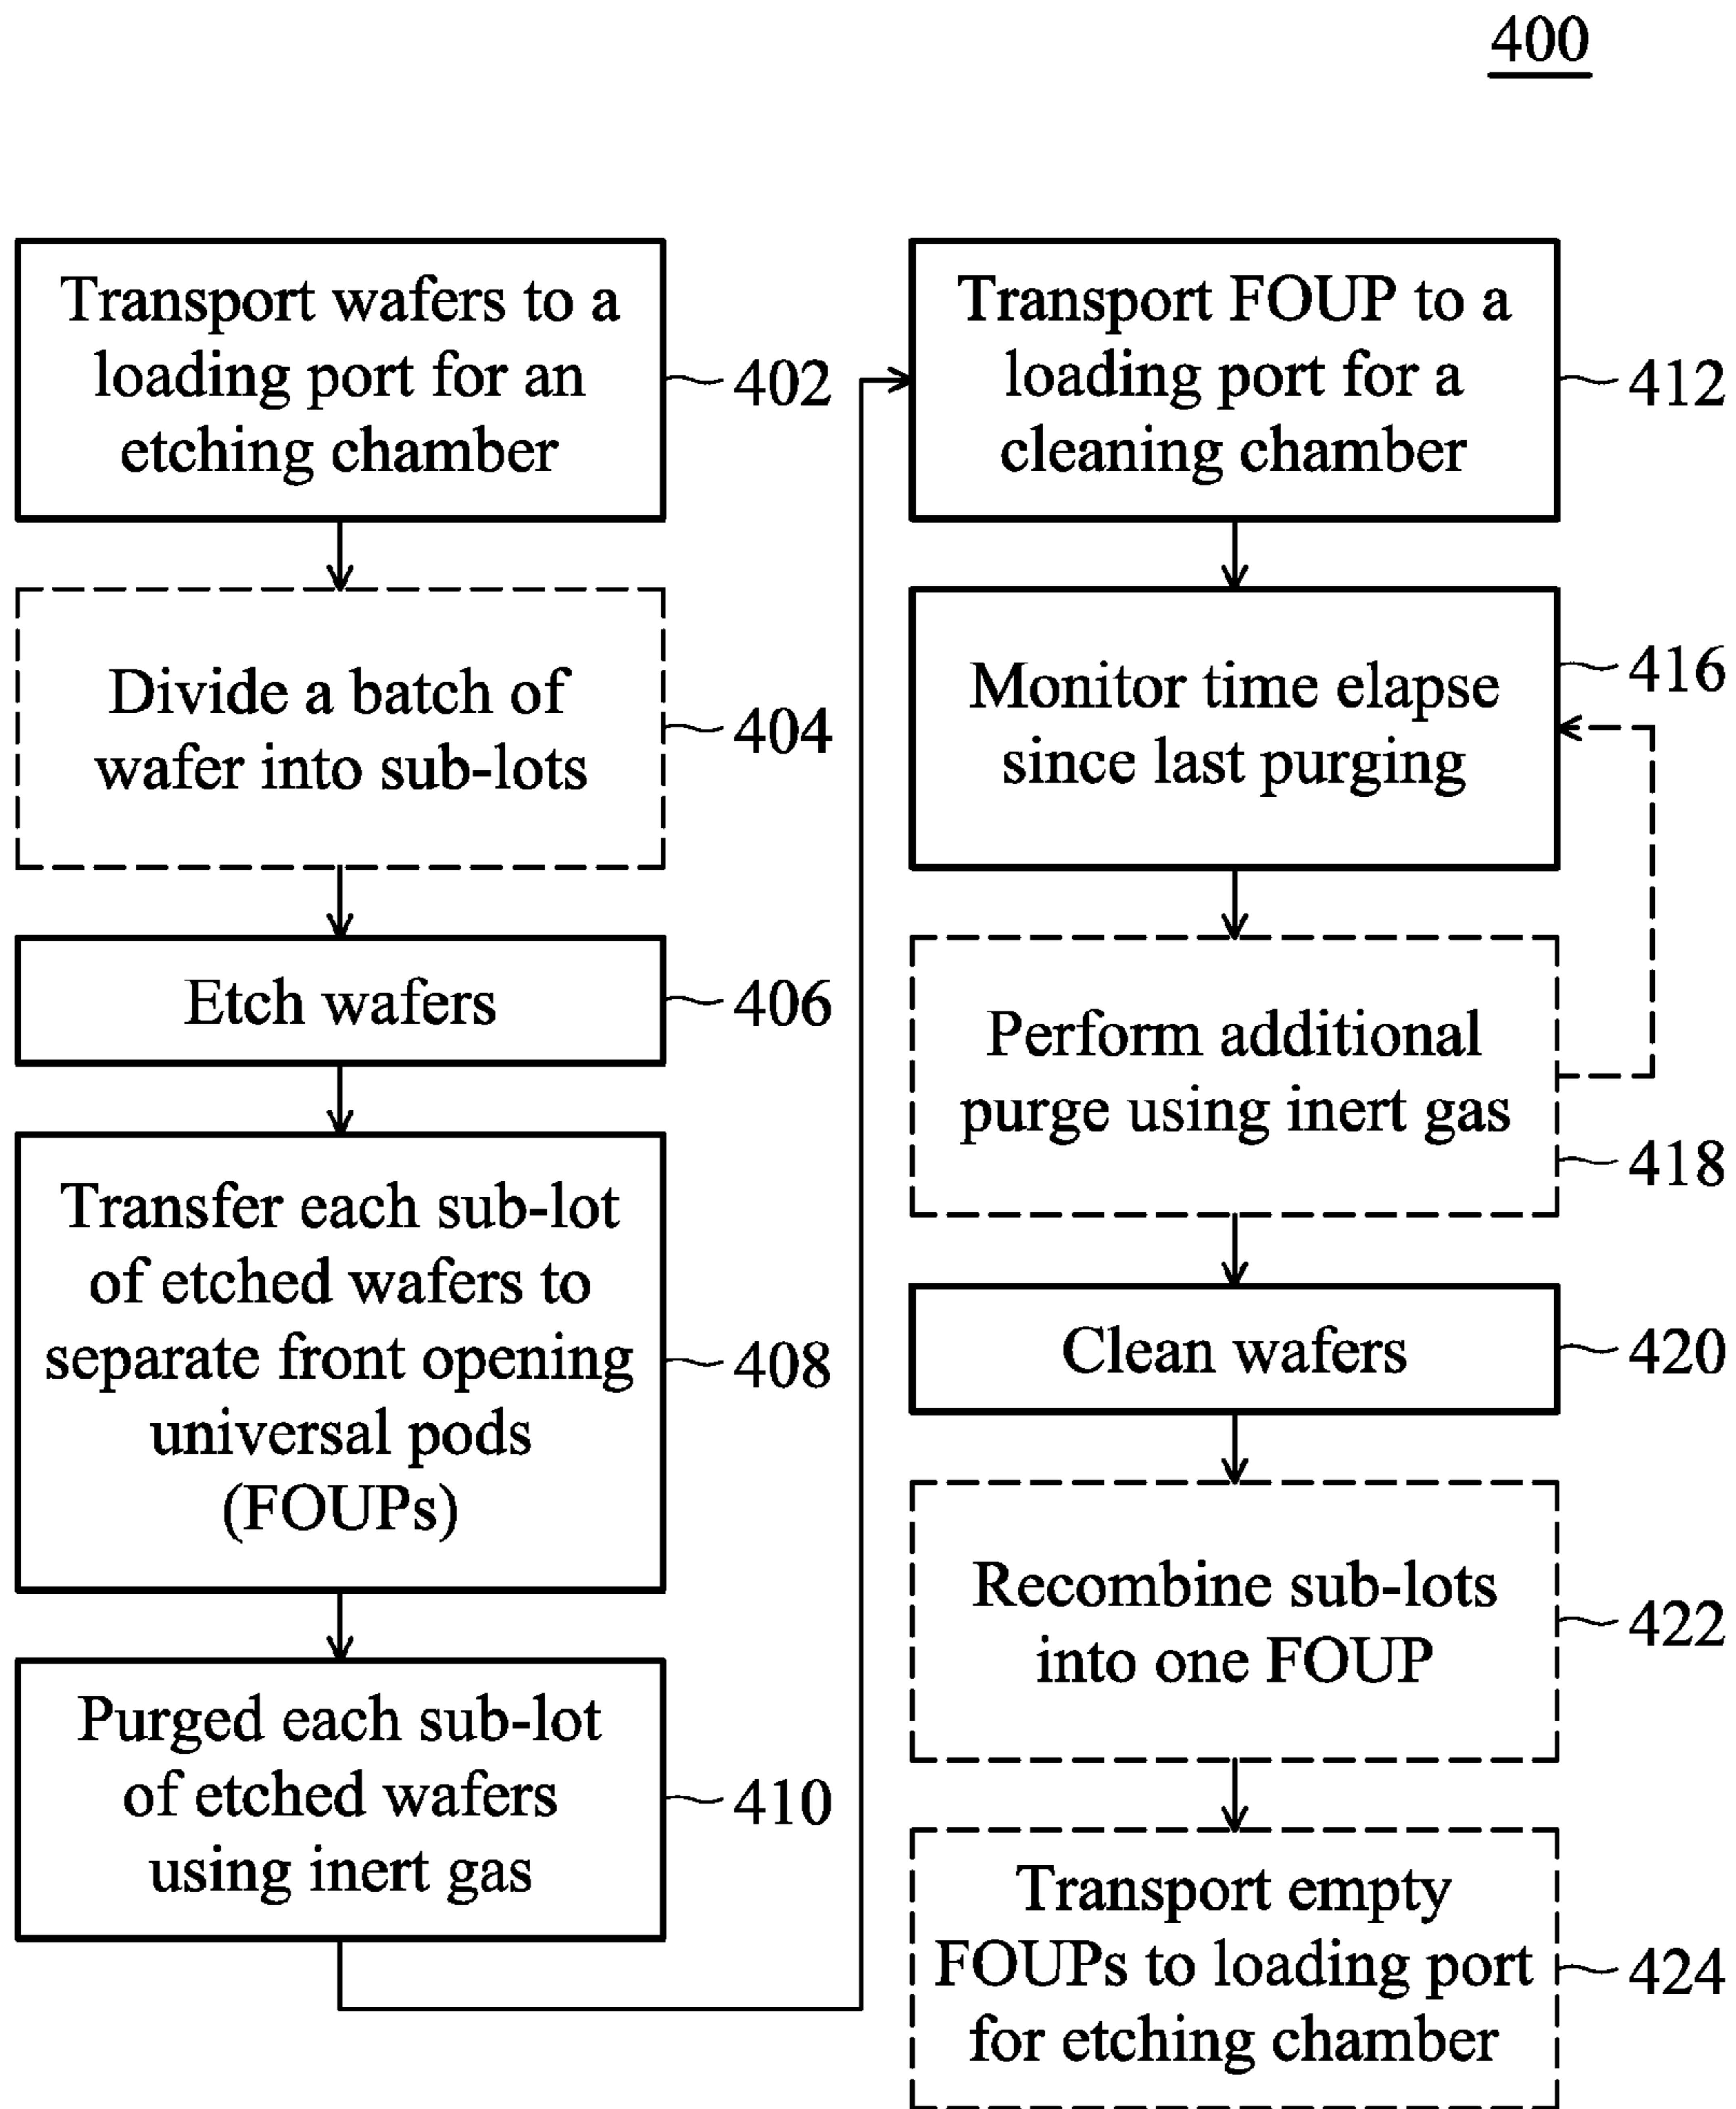 400
Transport wafers to a
loading port for an
etching chamber
402
Divide a batch of
wafer into sub-lots
404
Etch wafers
406
Transfer each sub-lot
of etched wafers to
separate front opening
universal pods
(FOUPs)
408
Purged each sub-lot
of etched wafers
using inert gas
410
Transport FOUP to a
loading port for a
cleaning chamber
412
Monitor time elapse
since last purging
416
Perform additional
purge using inert gas
418
Clean wafers
420
Recombine sub-lots
into one FOUP
422
Transport empty
FOUPs to loading port
for etching chamber
424